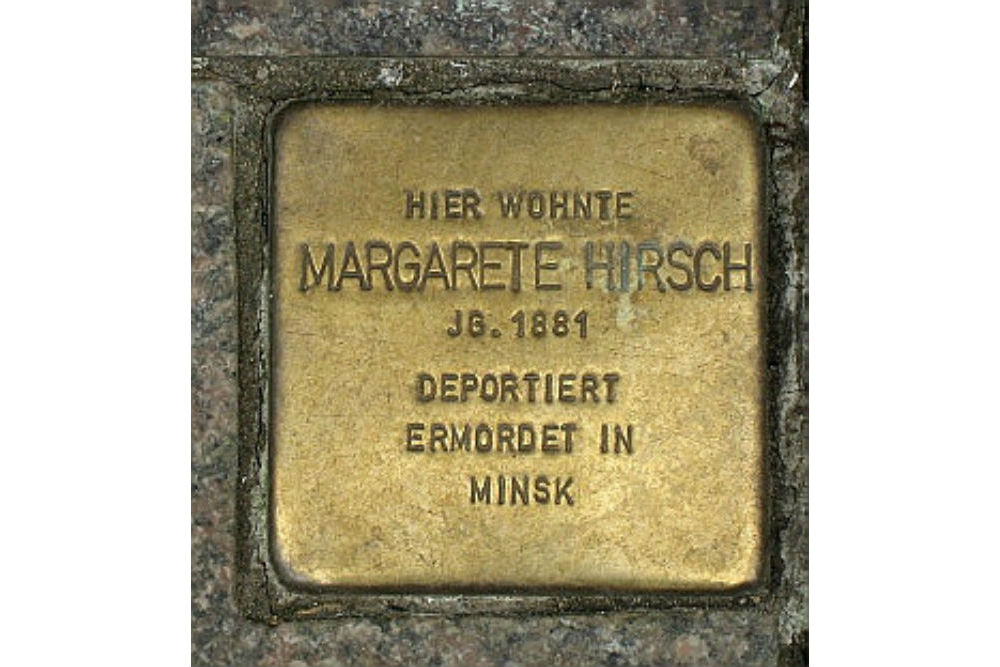 HIER WOHNTE
MARGARETE HIRSCH
JG. 1881
DEPORTIERT
ERMORDET IN
MINSK